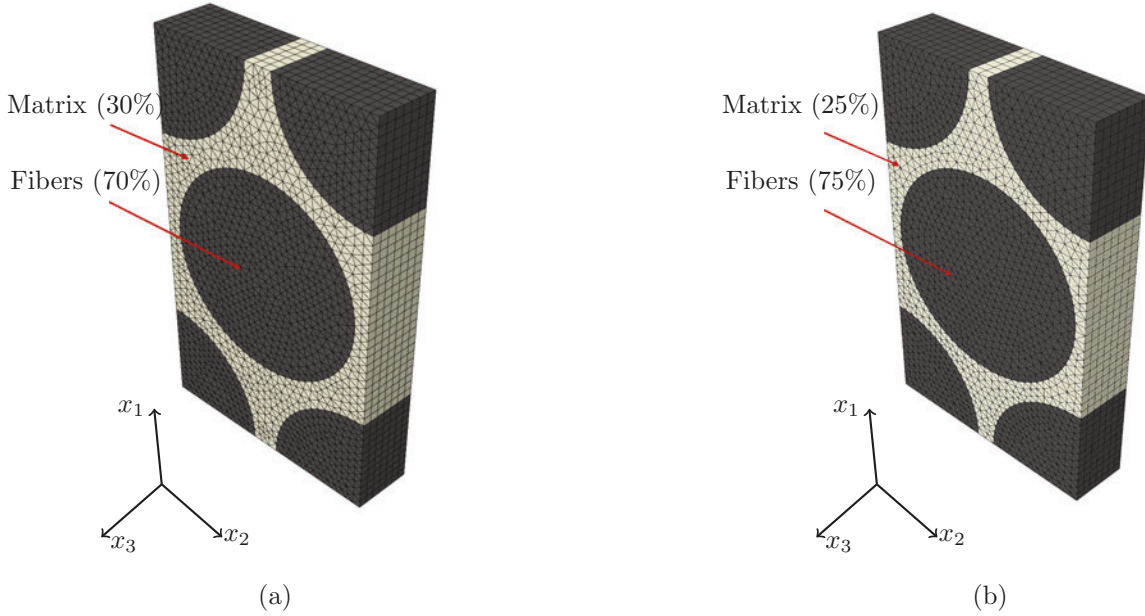 Matrix (30%)
Fibers (70%)
x1
x3
x2
(a)
Matrix (25%)
Fibers (75%)
x1
x3
x2
(b)